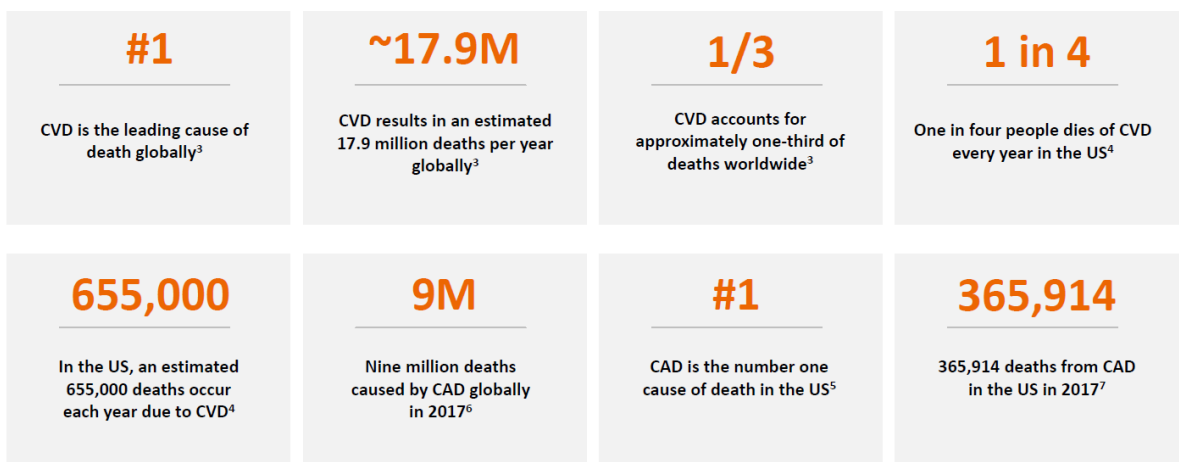 #1
CVD is the leading cause of
death globally³
~17.9M
CVD results in an estimated
17.9 million deaths per year
globally³
1/3
CVD accounts for
approximately one-third of
deaths worldwide³
1 in 4
One in four people dies of CVD
every year in the US⁴
655,000
In the US, an estimated
655,000 deaths occur
each year due to CVD⁴
9M
Nine million deaths
caused by CAD globally
in 2017⁶
#1
CAD is the number one
cause of death in the US⁵
365,914
365,914 deaths from CAD
in the US in 2017⁷